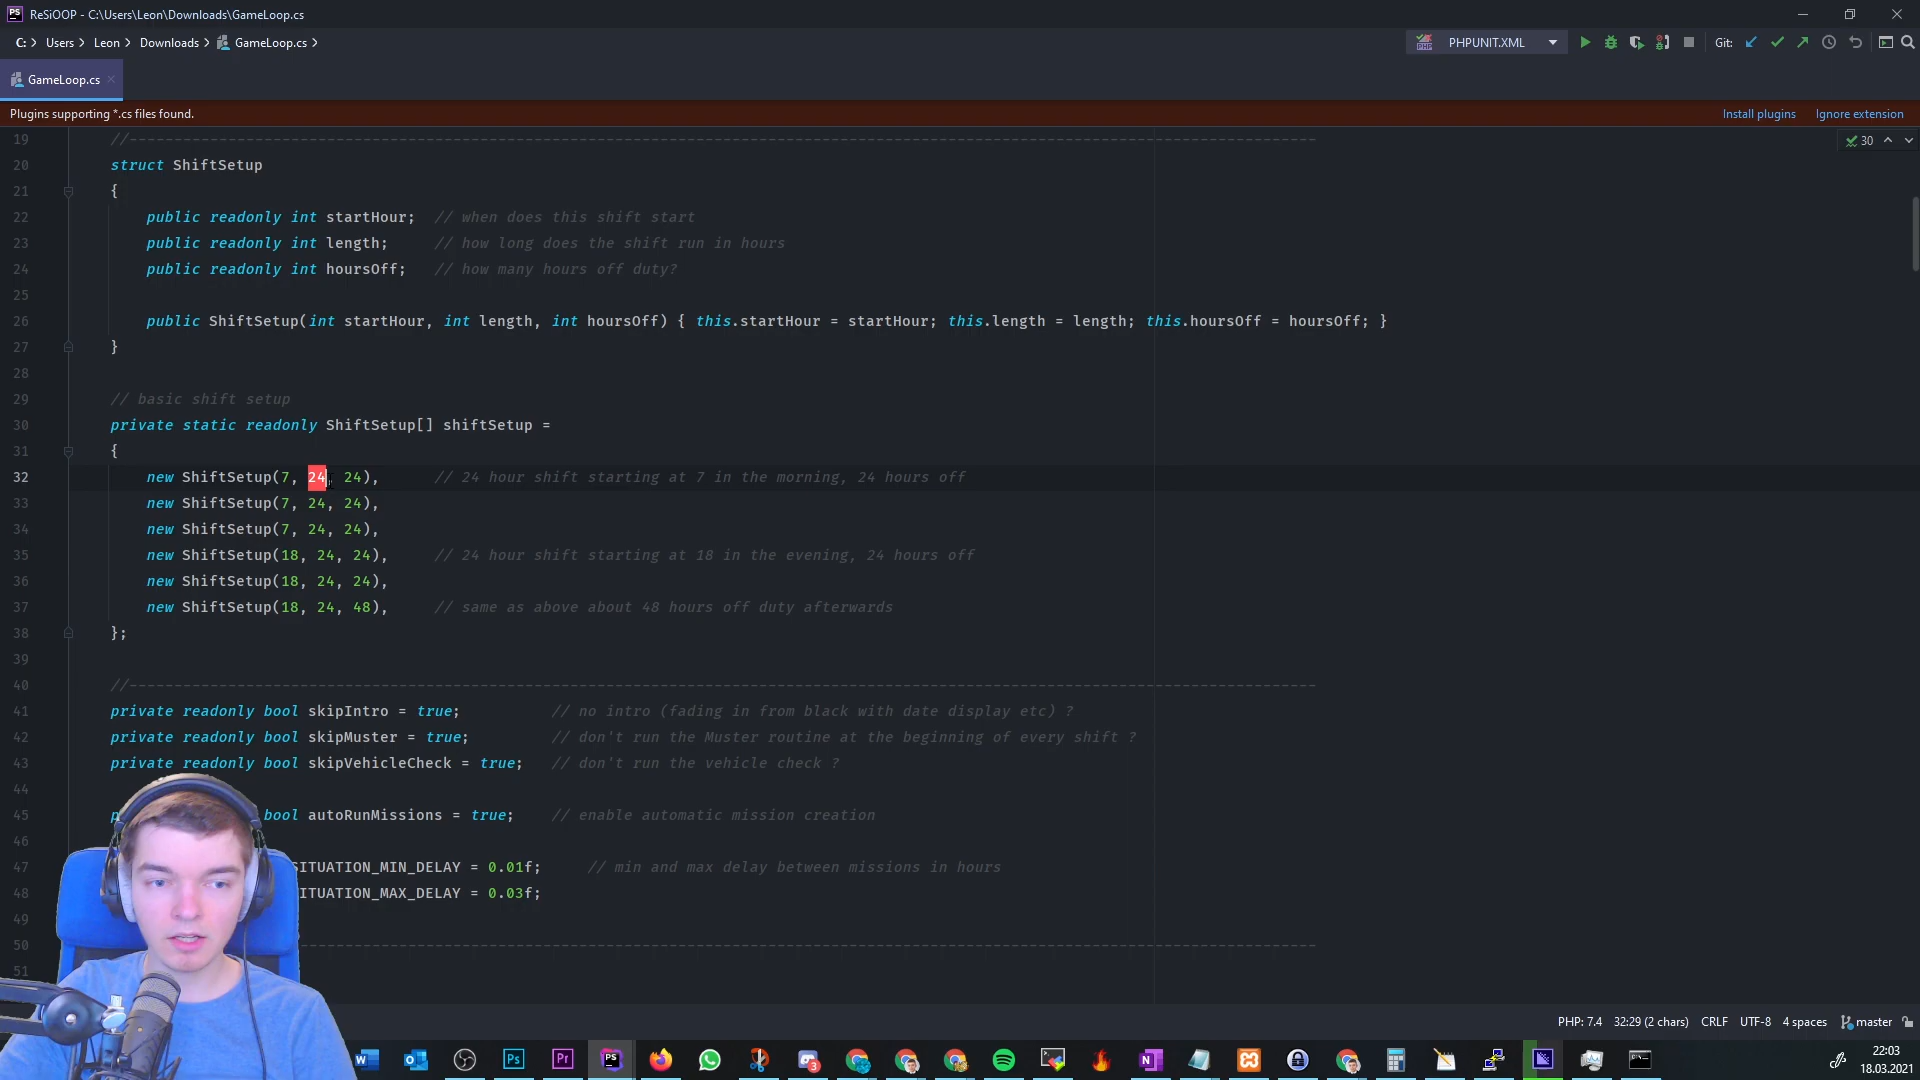 ReSiOOP - C:\Users\Leon\Downloads\GameLoop.cs
C: Users Leon Downloads GameLoop.cs
PHPUNIT.XML Git:
GameLoop.cs
Plugins supporting *.cs files found. Install plugins Ignore extension
30
19 //------------------------------------------------------------------------------------------------------------------------------------
20 struct ShiftSetup
21 {
22 public readonly int startHour; // when does this shift start
23 public readonly int length; // how long does the shift run in hours
24 public readonly int hoursOff; // how many hours off duty?
25
26 public ShiftSetup(int startHour, int length, int hoursOff) { this.startHour = startHour; this.length = length; this.hoursOff = hoursOff; }
27 }
28
29 // basic shift setup
30 private static readonly ShiftSetup[] shiftSetup =
31 {
32 new ShiftSetup(7, 24, 24), // 24 hour shift starting at 7 in the morning, 24 hours off
33 new ShiftSetup(7, 24, 24),
34 new ShiftSetup(7, 24, 24),
35 new ShiftSetup(18, 24, 24), // 24 hour shift starting at 18 in the evening, 24 hours off
36 new ShiftSetup(18, 24, 24),
37 new ShiftSetup(18, 24, 48), // same as above about 48 hours off duty afterwards
38 };
39
40 //------------------------------------------------------------------------------------------------------------------------------------
41 private readonly bool skipIntro = true; // no intro (fading in from black with date display etc) ?
42 private readonly bool skipMuster = true; // don't run the Muster routine at the beginning of every shift ?
43 private readonly bool skipVehicleCheck = true; // don't run the vehicle check ?
44
45 bool autoRunMissions = true; // enable automatic mission creation
46
47 SITUATION_MIN_DELAY = 0.01f; // min and max delay between missions in hours
48 ITUATION_MAX_DELAY = 0.03f;
49
50 ------------------------------------------------------------------------------------------------------------------
51
PHP: 7.4 32:29 (2 chars) CRLF UTF-8 4 spaces master
22:03
18.03.2021